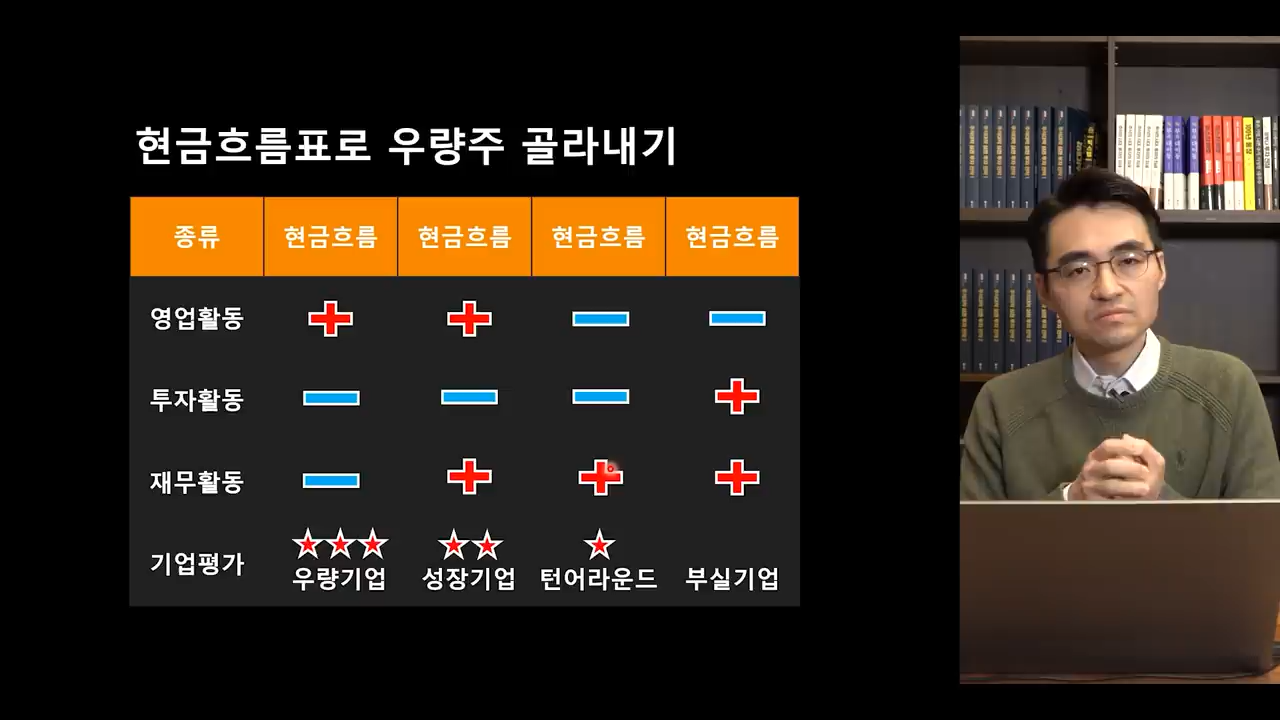 현금흐름표로 우량주 골라내기
종류 현금흐름 현금흐름 현금흐름 현금흐름
영업활동
투자활동
재무활동
기업평가 우량기업 성장기업 턴어라운드 부실기업